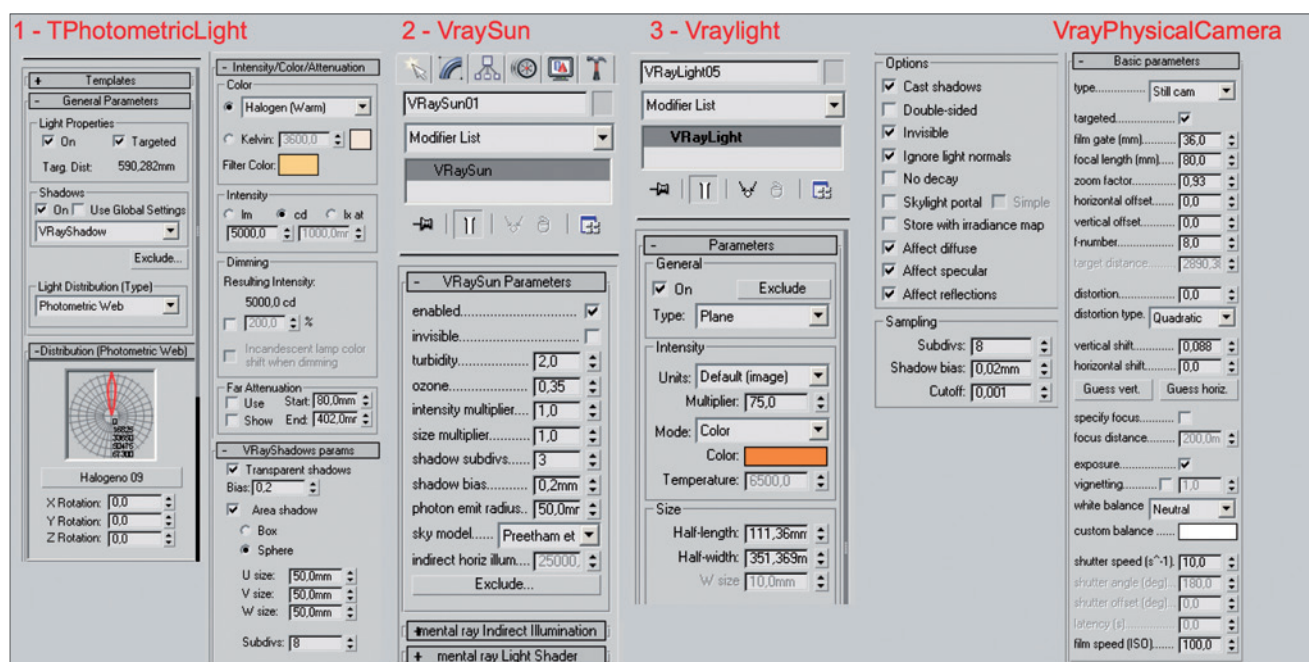 1 - TPhotometricLight
+ Templates
- General Parameters
Light Properties
On Targeted
Targ. Dist: 590,282mm
Shadows
On Use Global Settings
VRayShadow
Exclude...
Light Distribution (Type)
Photometric Web
-Distribution (Photometric Web)
0
16825
33650
50475
67300
Halogeno 09
X Rotation: 0,0
Y Rotation: 0,0
Z Rotation: 0,0
- Intensity/Color/Attenuation
Color
Halogen (Warm)
Kelvin: 3600,0
Filter Color:
Intensity
lm cd lx at
5000,0 1000,0mr
Dimming
Resulting Intensity:
5000,0 cd
200,0 %
Incandescent lamp color
shift when dimming
Far Attenuation
Use Start: 80,0mm
Show End: 402,0mr
- VRayShadows params
Transparent shadows
Bias: 0,2
Area shadow
Box
Sphere
U size: 50,0mm
V size: 50,0mm
W size: 50,0mm
Subdivs: 8
2 - VraySun
VRaySun01
Modifier List
VRaySun
- VRaySun Parameters
enabled
invisible
turbidity 2,0
ozone 0,35
intensity multiplier.... 1,0
size multiplier 1,0
shadow subdivs...... 3
shadow bias 0,2mm
photon emit radius.. 50,0mr
sky model Preetham et
indirect horiz illum.... 25000,
Exclude...
+mental ray Indirect Illumination
+ mental ray Light Shader
3 - Vraylight
VRayLight05
Modifier List
VRayLight
- Parameters
General
On Exclude
Type: Plane
Intensity
Units: Default (image)
Multiplier: 75,0
Mode: Color
Color:
Temperature: 6500,0
Size
Half-length: 111,36mm
Half-width: 351,369m
W size 10,0mm
Options
Cast shadows
Double-sided
Invisible
Ignore light normals
No decay
Skylight portal Simple
Store with irradiance map
Affect diffuse
Affect specular
Affect reflections
Sampling
Subdivs: 8
Shadow bias: 0,02mm
Cutoff: 0,001
VrayPhysicalCamera
- Basic parameters
type Still cam
targeted
film gate (mm) 36,0
focal length (mm) 80,0
zoom factor 0,93
horizontal offset 0,0
vertical offset 0,0
f-number 8,0
target distance 2890,3
distortion 0,0
distortion type. Quadratic
vertical shift 0,088
horizontal shift 0,0
Guess vert. Guess horiz.
specify focus
focus distance 200,0m
exposure
vignetting 1,0
white balance Neutral
custom balance
shutter speed (s^-1). 10,0
shutter angle (deg) 180,0
shutter offset (deg) 0,0
latency (s) 0,0
film speed (ISO) 100,0